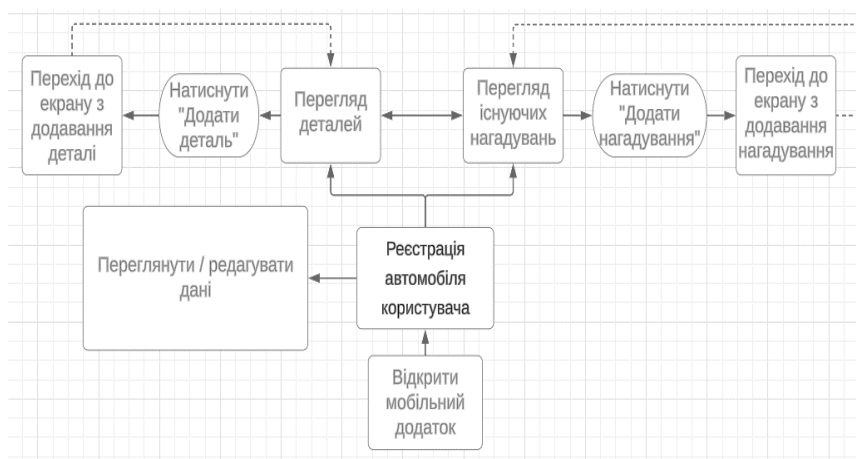 Перехід до
екрану з
додавання
деталі
Натиснути
"Додати
деталь"
Перегляд
деталей
Перегляд
існуючих
нагадувань
Натиснути
"Додати
нагадування"
Перехід до
екрану з
додавання
нагадування
Переглянути / редагувати
дані
Реєстрація
автомобіля
користувача
Відкрити
мобільний
додаток